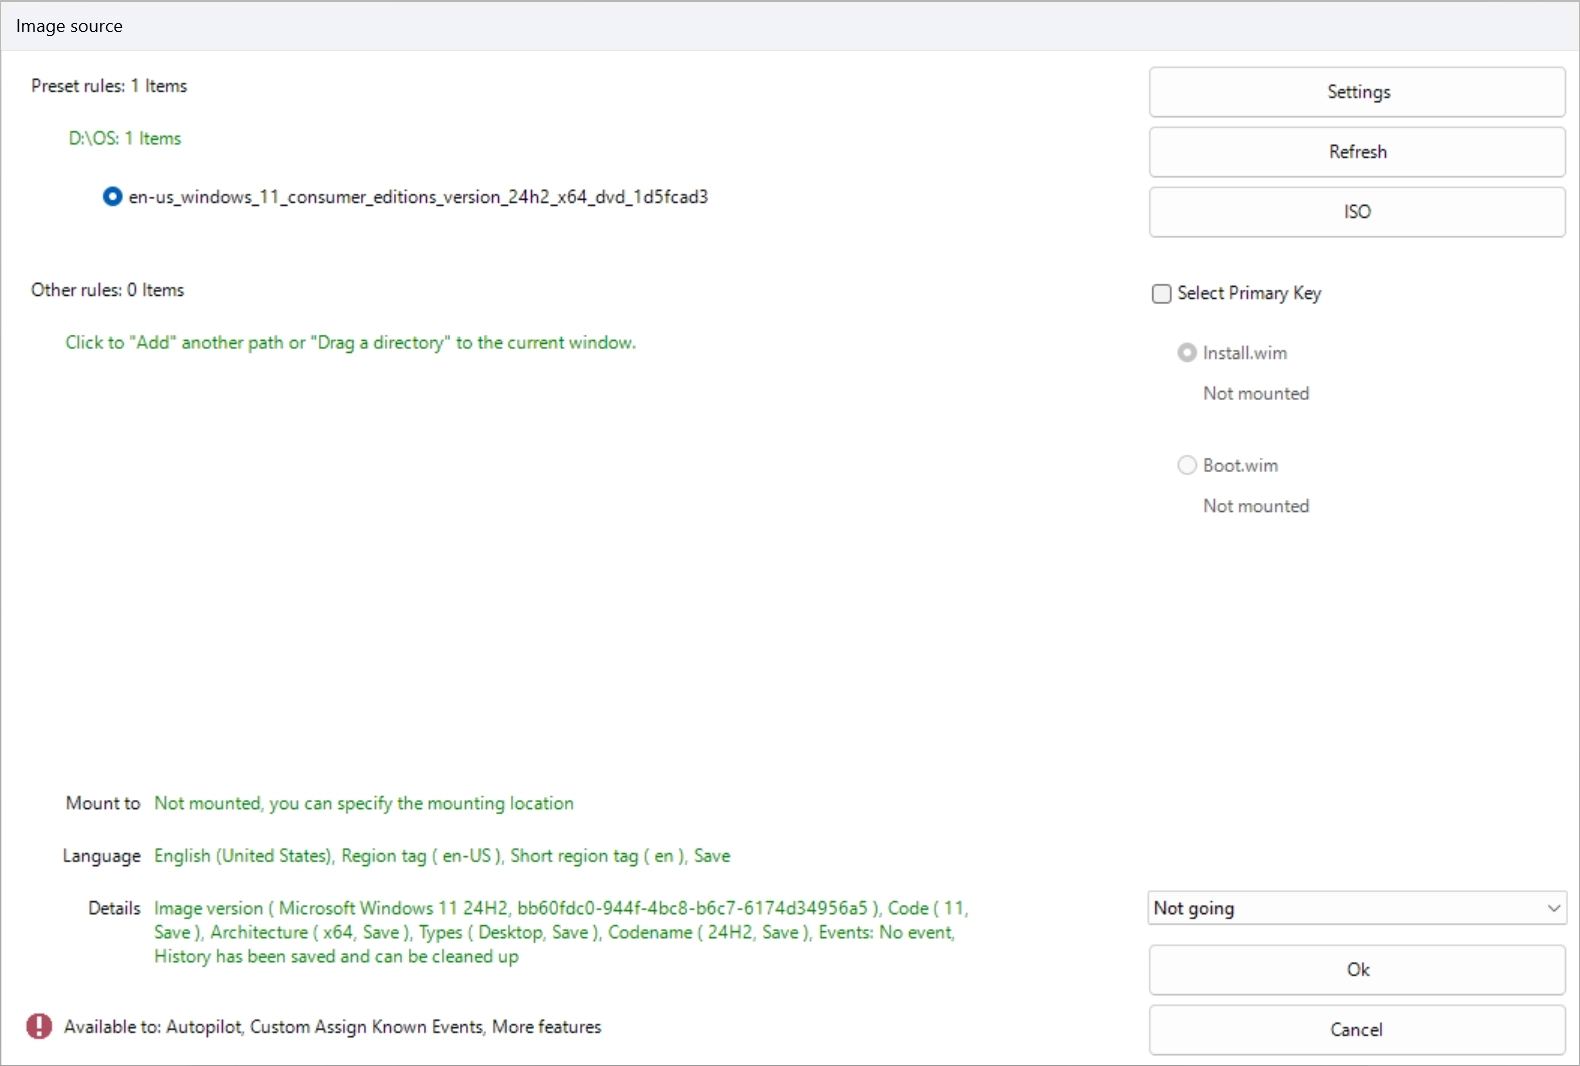 Image source
Preset rules: 1 Items
D:\OS: 1 Items
en-us_windows_11_consumer_editions_version_24h2_x64_dvd_1d5fcad3
Other rules: 0 Items
Click to "Add" another path or "Drag a directory" to the current window.
Settings
Refresh
ISO
Select Primary Key
Install.wim
Not mounted
Boot.wim
Not mounted
Mount to Not mounted, you can specify the mounting location
Language English (United States), Region tag ( en-US ), Short region tag ( en ), Save
Details Image version ( Microsoft Windows 11 24H2, bb60fdc0-944f-4bc8-b6c7-6174d34956a5 ), Code ( 11,
Save ), Architecture ( x64, Save ), Types ( Desktop, Save ), Codename ( 24H2, Save ), Events: No event,
History has been saved and can be cleaned up
Available to: Autopilot, Custom Assign Known Events, More features
Not going
Ok
Cancel